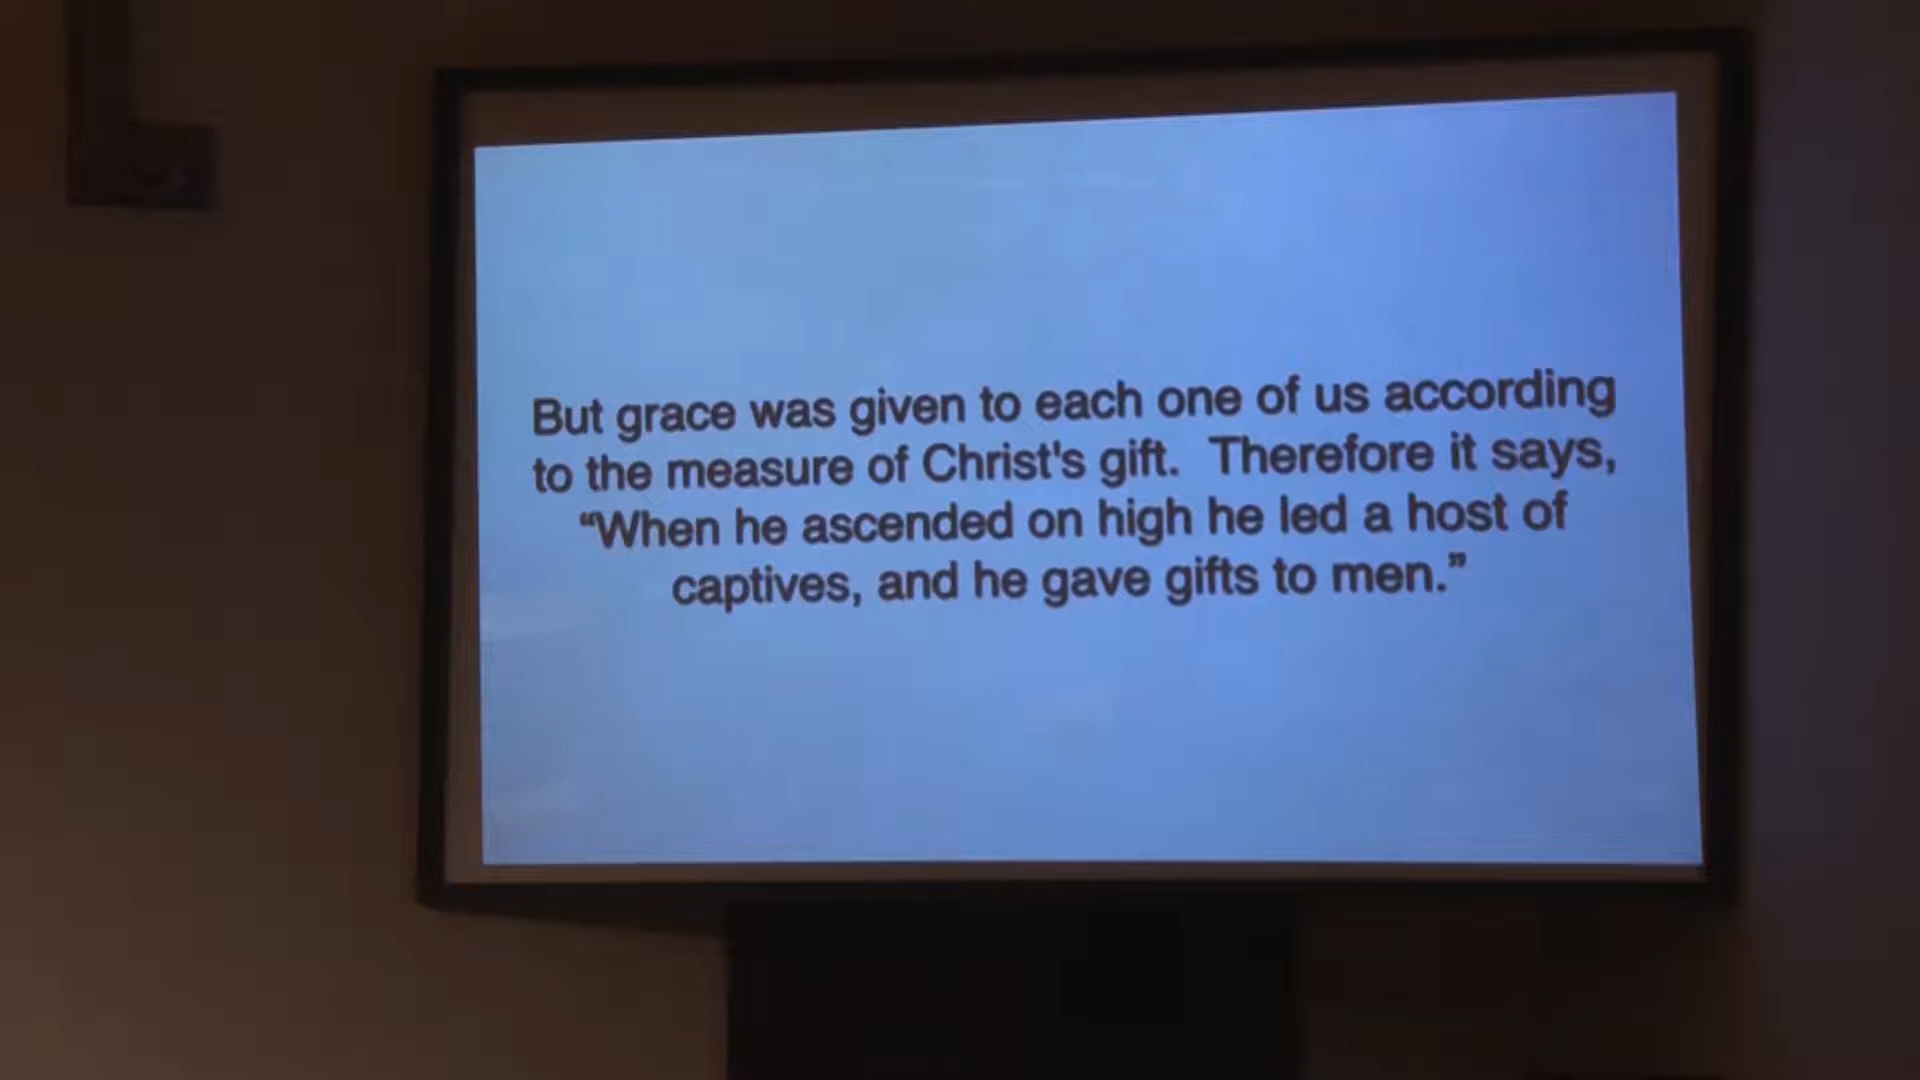 But grace was given to each one of us according
to the measure of Christ's gift.  Therefore it says,
“When he ascended on high he led a host of
captives, and he gave gifts to men.”